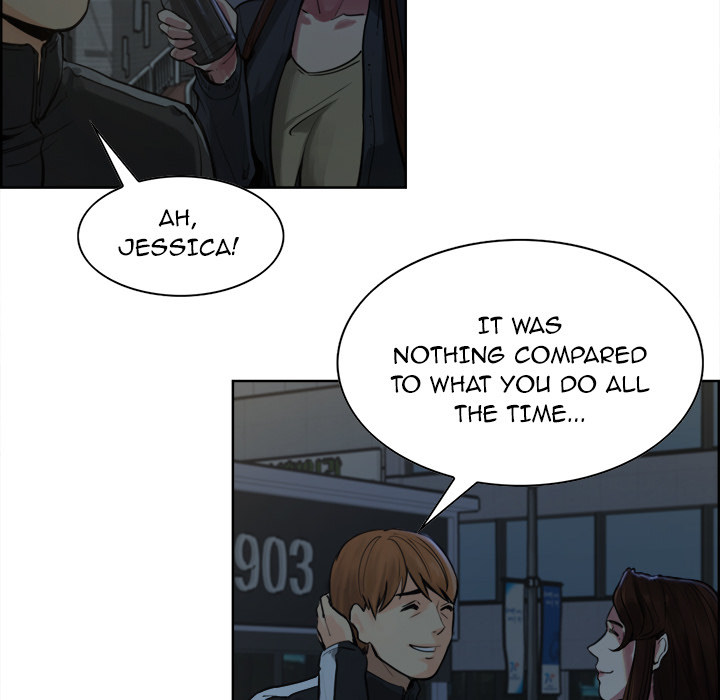 AH,
JESSICA!
IT WAS
NOTHING COMPARED
TO WHAT YOU DO ALL
THE TIME...
903